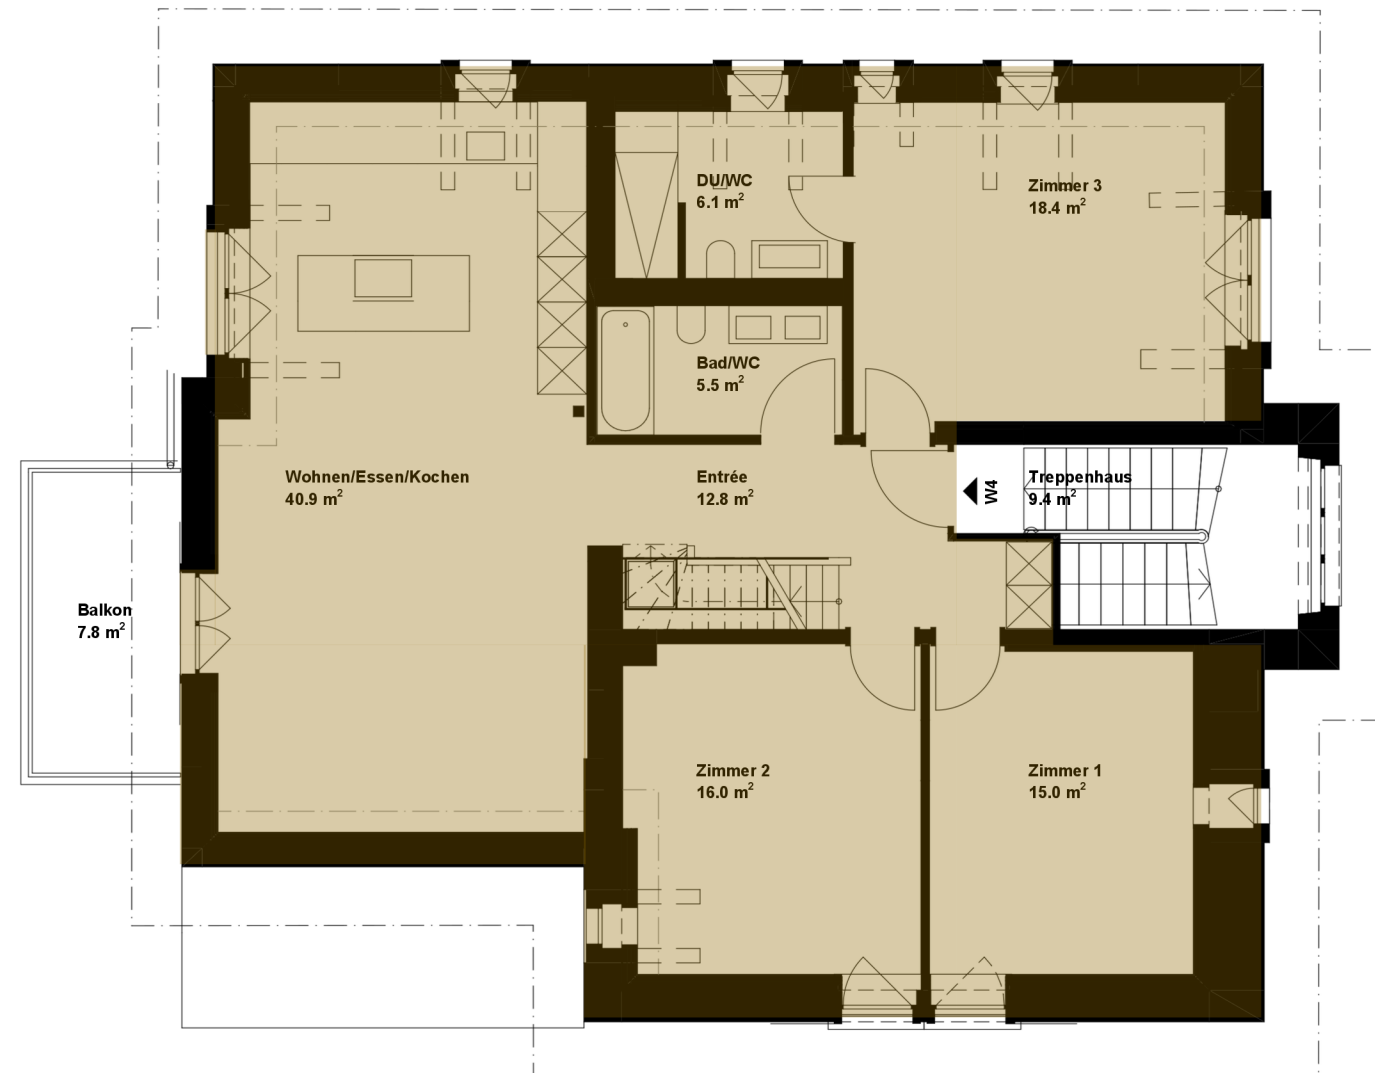 DU/WC
6.1 m²
Zimmer 3
18.4 m²
Bad/WC
5.5 m²
Wohnen/Essen/Kochen
40.9 m²
Entrée
12.8 m²
W4
Treppenhaus
9.4 m²
Balkon
7.8 m²
Zimmer 2
16.0 m²
Zimmer 1
15.0 m²